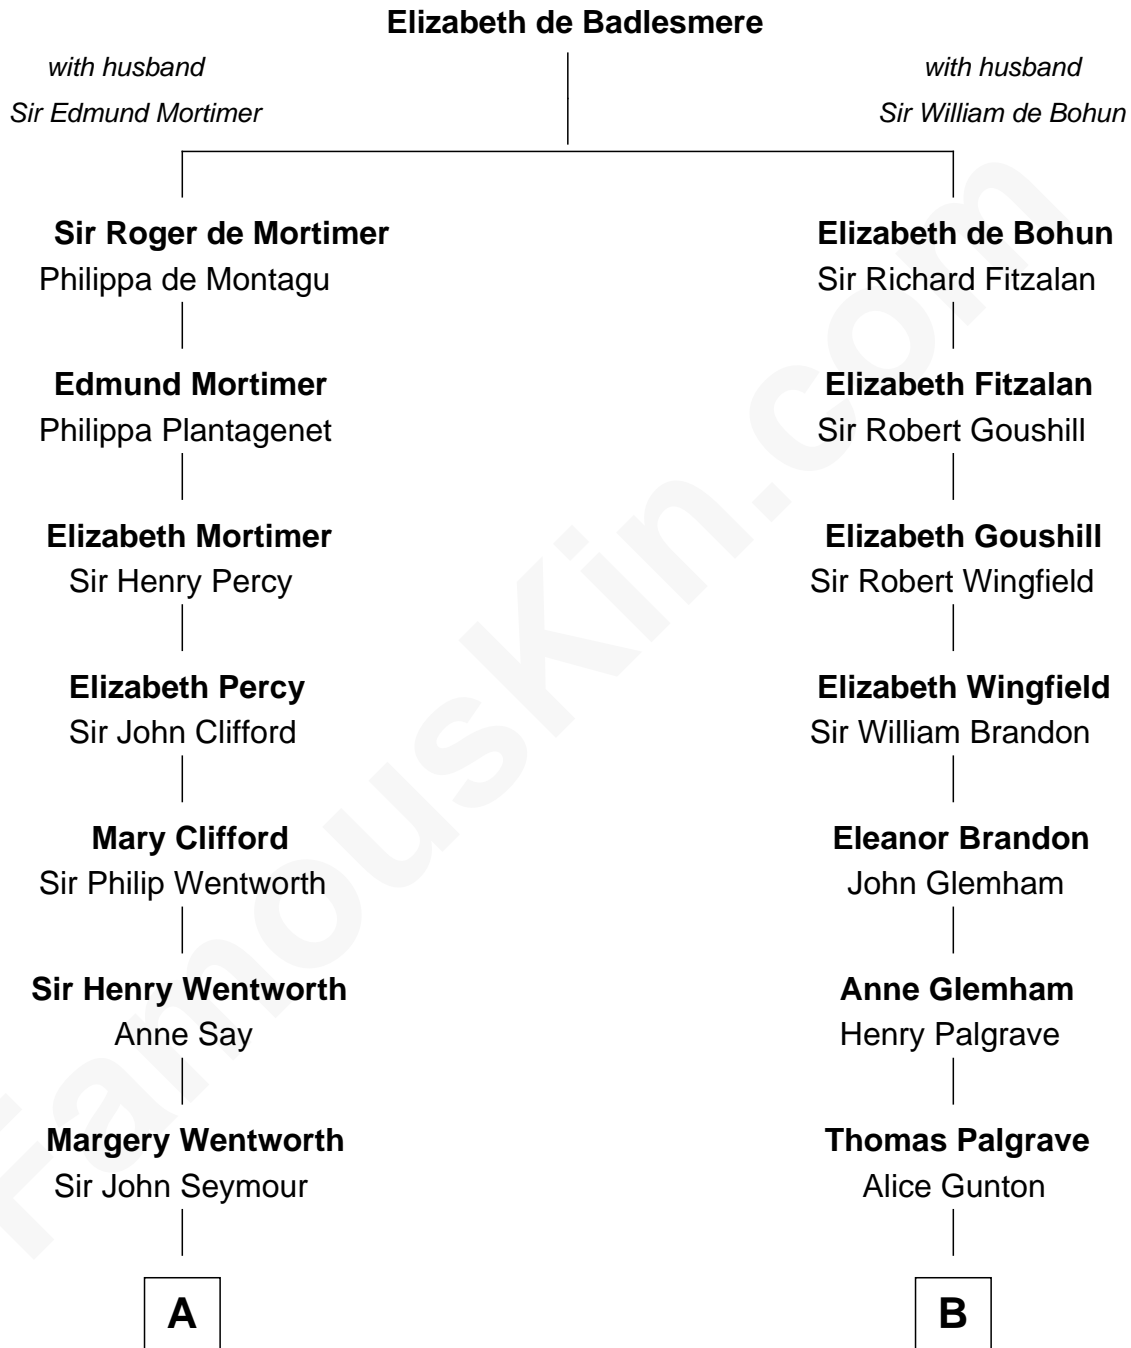 Elizabeth de Badlesmere
with husband
Sir Edmund Mortimer
with husband
Sir William de Bohun
Sir Roger de Mortimer
Philippa de Montagu
Elizabeth de Bohun
Sir Richard Fitzalan
Edmund Mortimer
Philippa Plantagenet
Elizabeth Fitzalan
Sir Robert Goushill
Elizabeth Mortimer
Sir Henry Percy
Elizabeth Goushill
Sir Robert Wingfield
Elizabeth Percy
Sir John Clifford
Elizabeth Wingfield
Sir William Brandon
Mary Clifford
Sir Philip Wentworth
Eleanor Brandon
John Glemham
Sir Henry Wentworth
Anne Say
Anne Glemham
Henry Palgrave
Margery Wentworth
Sir John Seymour
Thomas Palgrave
Alice Gunton
A
B
FamousKin.com